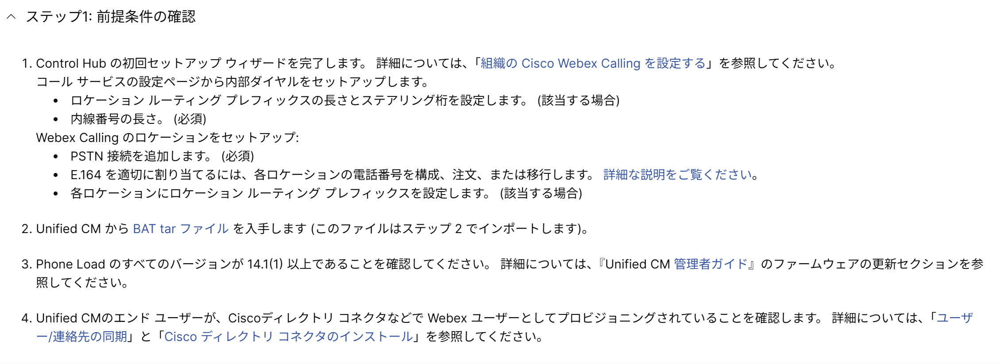 ステップ1: 前提条件の確認
1. Control Hub の初回セットアップ ウィザードを完了します。 詳細については、「組織の Cisco Webex Calling を設定する」を参照してください。
コール サービスの設定ページから内部ダイヤルをセットアップします。
• ロケーション ルーティング プレフィックスの長さとステアリング桁を設定します。 (該当する場合)
• 内線番号の長さ。 (必須)
Webex Calling のロケーションをセットアップ:
• PSTN 接続を追加します。 (必須)
• E.164 を適切に割り当てるには、各ロケーションの電話番号を構成、注文、または移行します。 詳細な説明をご覧ください。
• 各ロケーションにロケーション ルーティング プレフィックスを設定します。 (該当する場合)
2. Unified CM から BAT tar ファイル を入手します (このファイルはステップ 2 でインポートします)。
3. Phone Load のすべてのバージョンが 14.1(1) 以上であることを確認してください。 詳細については、『Unified CM 管理者ガイド』のファームウェアの更新セクションを参
照してください。
4. Unified CMのエンド ユーザーが、Ciscoディレクトリ コネクタなどで Webex ユーザーとしてプロビジョニングされていることを確認します。 詳細については、「ユーザ
ー/連絡先の同期」と「Cisco ディレクトリ コネクタのインストール」を参照してください。